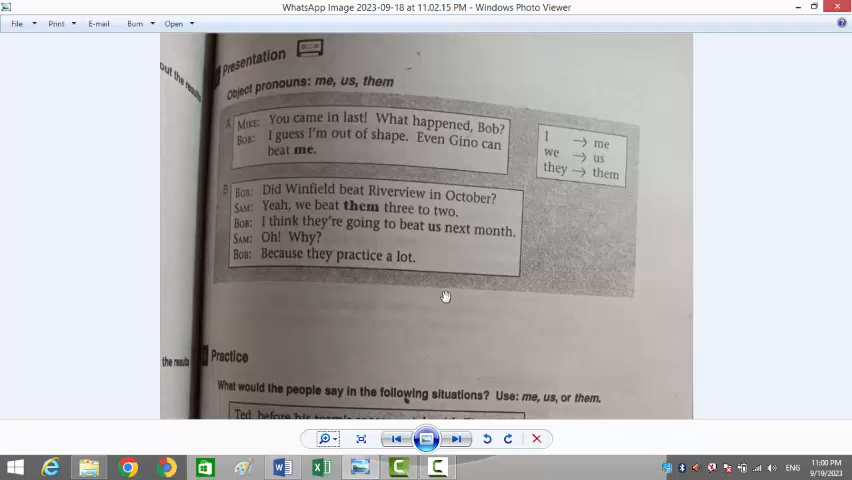 WhatsApp Image 2023-09-18 at 11.02.15 PM - Windows Photo Viewer
File Print E-mail Burn Open
out the results
Presentation
Object pronouns: me, us, them
A MIKE: You came in last! What happened, Bob?
BOB: I guess I'm out of shape. Even Gino can
beat me.
I → me
we → us
they → them
B BOB: Did Winfield beat Riverview in October?
SAM: Yeah, we beat them three to two.
BOB: I think they're going to beat us next month.
SAM: Oh! Why?
BOB: Because they practice a lot.
the results
Practice
What would the people say in the following situations? Use: me, us, or them.
Ted, before his team's
ENG
11:00 PM
9/19/2023